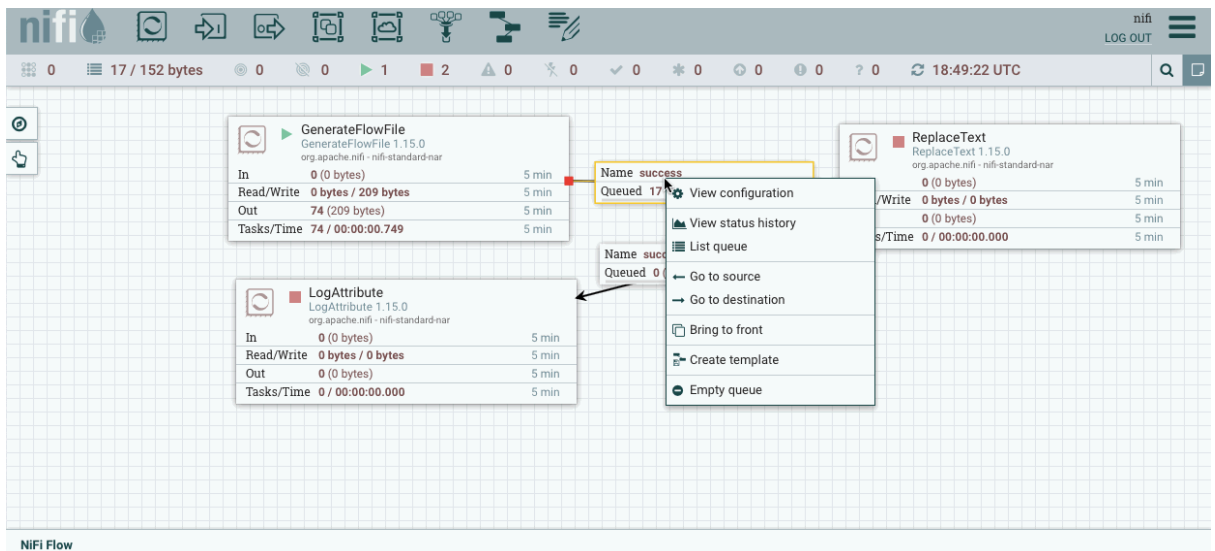 nifi
nifi
LOG OUT
0
17 / 152 bytes
0
0
1
2
0
0
0
0
0
0
? 0
18:49:22 UTC
GenerateFlowFile
GenerateFlowFile 1.15.0
org.apache.nifi - nifi-standard-nar
In 0 (0 bytes) 5 min
Read/Write 0 bytes / 209 bytes 5 min
Out 74 (209 bytes) 5 min
Tasks/Time 74 / 00:00:00.749 5 min
Name success
Queued 17
ReplaceText
ReplaceText 1.15.0
org.apache.nifi - nifi-standard-nar
0 (0 bytes) 5 min
/Write 0 bytes / 0 bytes 5 min
0 (0 bytes) 5 min
s/Time 0 / 00:00:00.000 5 min
View configuration
View status history
List queue
Go to source
Go to destination
Bring to front
Create template
Empty queue
Name succ
Queued 0 (
LogAttribute
LogAttribute 1.15.0
org.apache.nifi - nifi-standard-nar
In 0 (0 bytes) 5 min
Read/Write 0 bytes / 0 bytes 5 min
Out 0 (0 bytes) 5 min
Tasks/Time 0 / 00:00:00.000 5 min
NiFi Flow